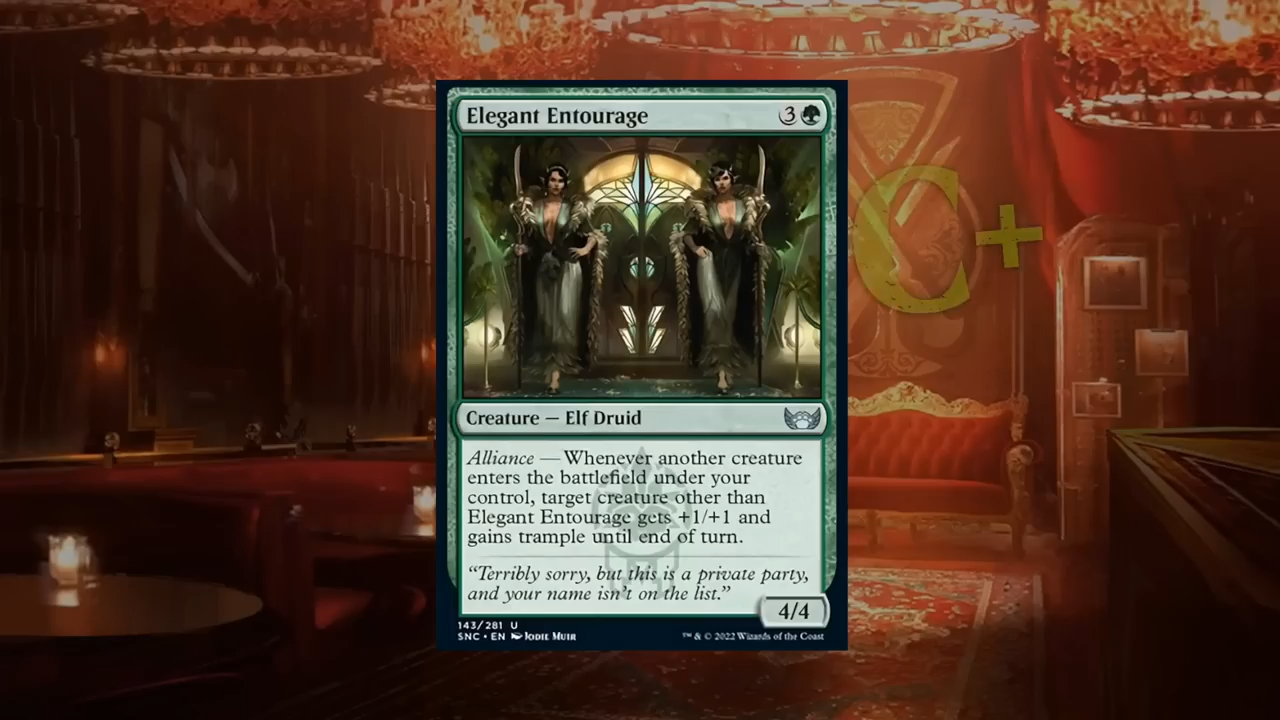 Elegant Entourage 3
C+
Creature — Elf Druid
Alliance — Whenever another creature
enters the battlefield under your
control, target creature other than
Elegant Entourage gets +1/+1 and
gains trample until end of turn.
“Terribly sorry, but this is a private party,
and your name isn’t on the list.”
4/4
143/281 U
SNC • EN Jodie Muir
™ & © 2022 Wizards of the Coast